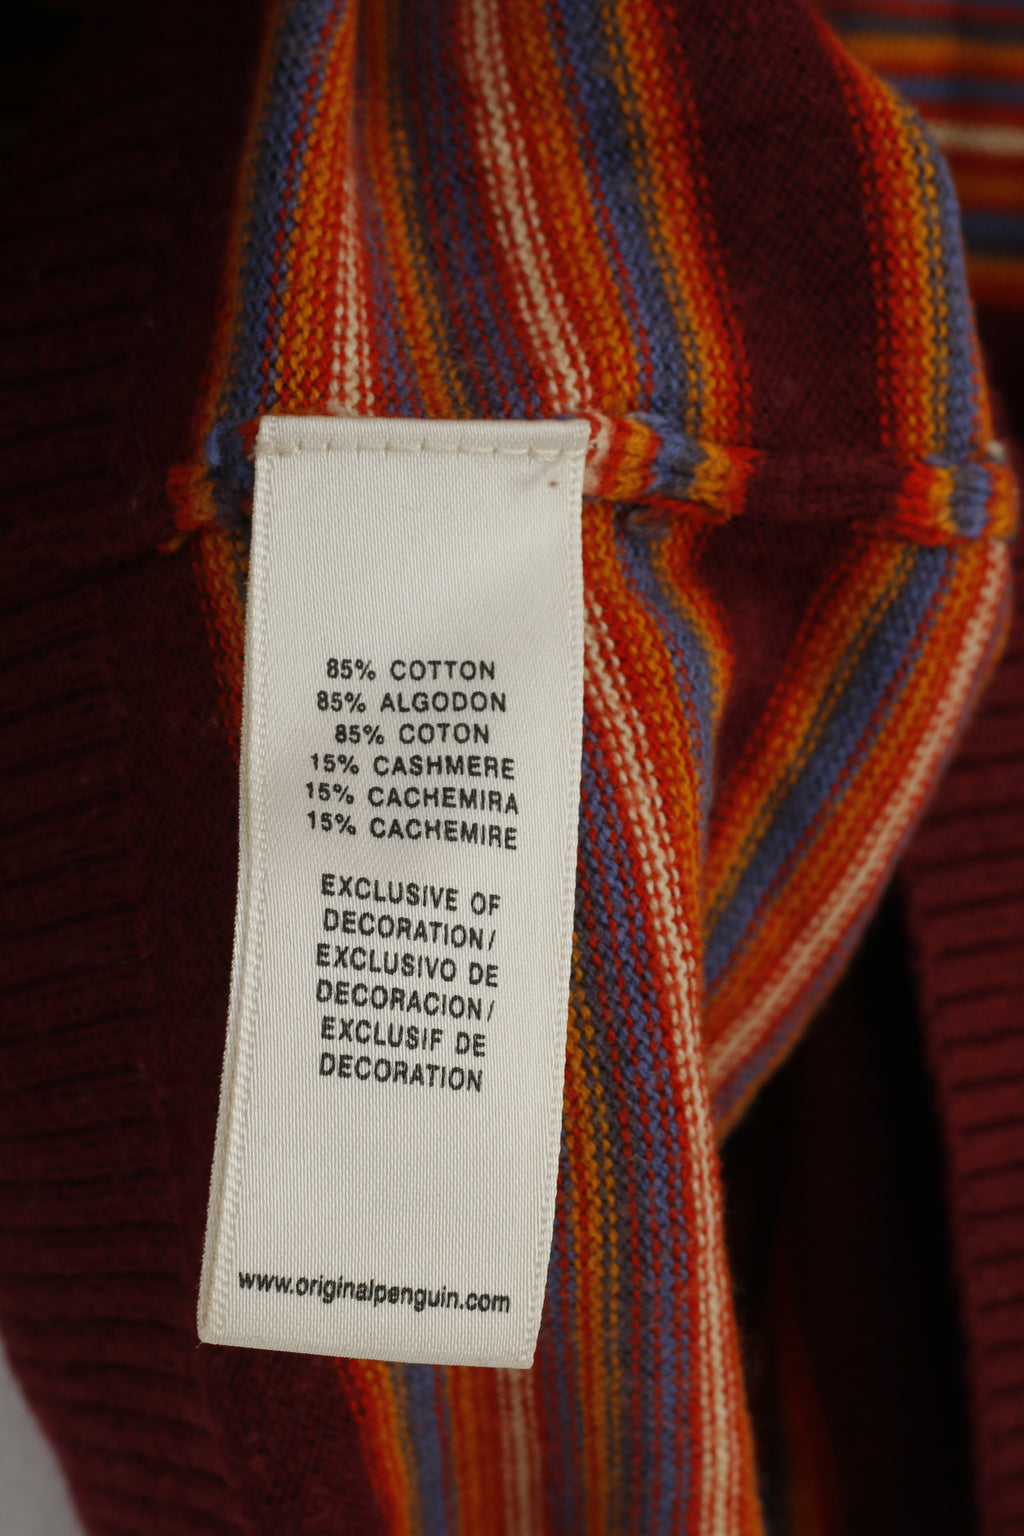 85% COTTON
85% ALGODON
85% COTON
15% CASHMERE
15% CACHEMIRA
15% CACHEMIRE
EXCLUSIVE OF
DECORATION/
EXCLUSIVO DE
DECORACION/
EXCLUSIF DE
DECORATION
www.originalpenguin.com